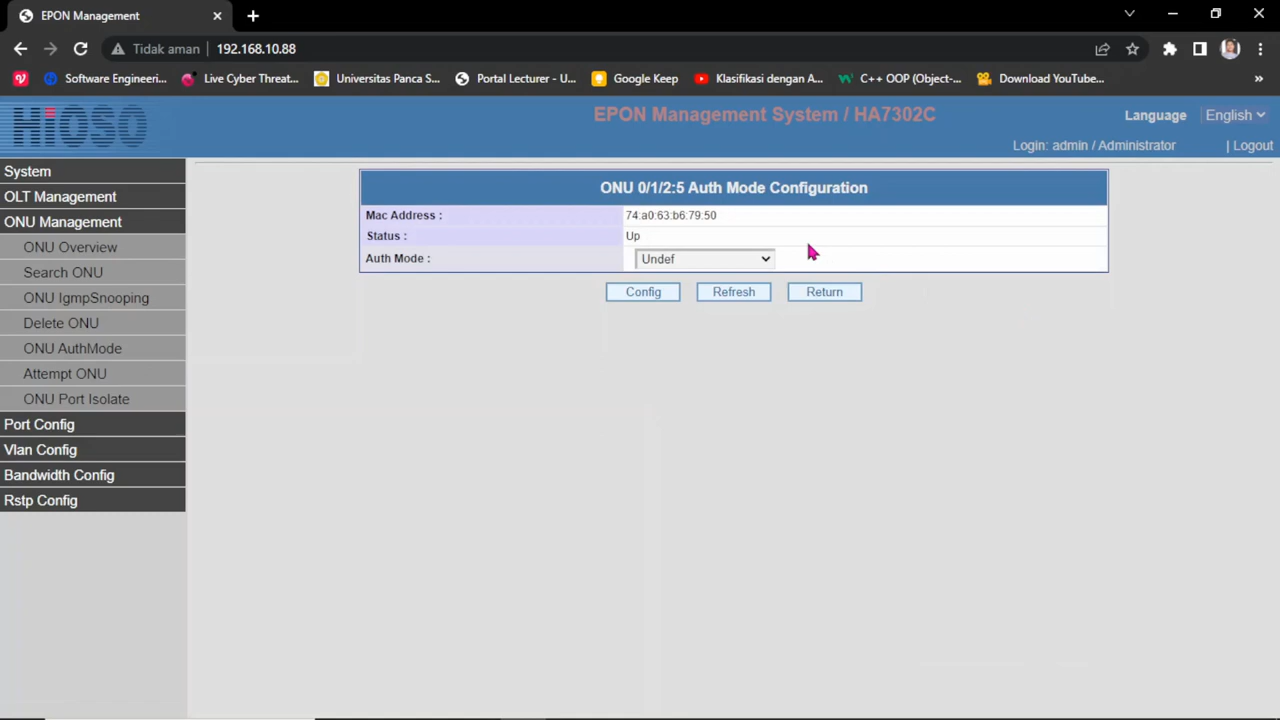 EPON Management
Tidak aman
192.168.10.88
Software Engineeri...
Live Cyber Threat...
Universitas Panca S...
Portal Lecturer - U...
Google Keep
Klasifikasi dengan A...
C++ OOP (Object-...
Download YouTube...
»
HiOSO
EPON Management System / HA7302C
Language
English
Login: admin / Administrator
| Logout
System
OLT Management
ONU Management
ONU Overview
Search ONU
ONU IgmpSnooping
Delete ONU
ONU AuthMode
Attempt ONU
ONU Port Isolate
Port Config
Vlan Config
Bandwidth Config
Rstp Config
ONU 0/1/2:5 Auth Mode Configuration
Mac Address : 74:a0:63:b6:79:50
Status : Up
Auth Mode : Undef
Config
Refresh
Return